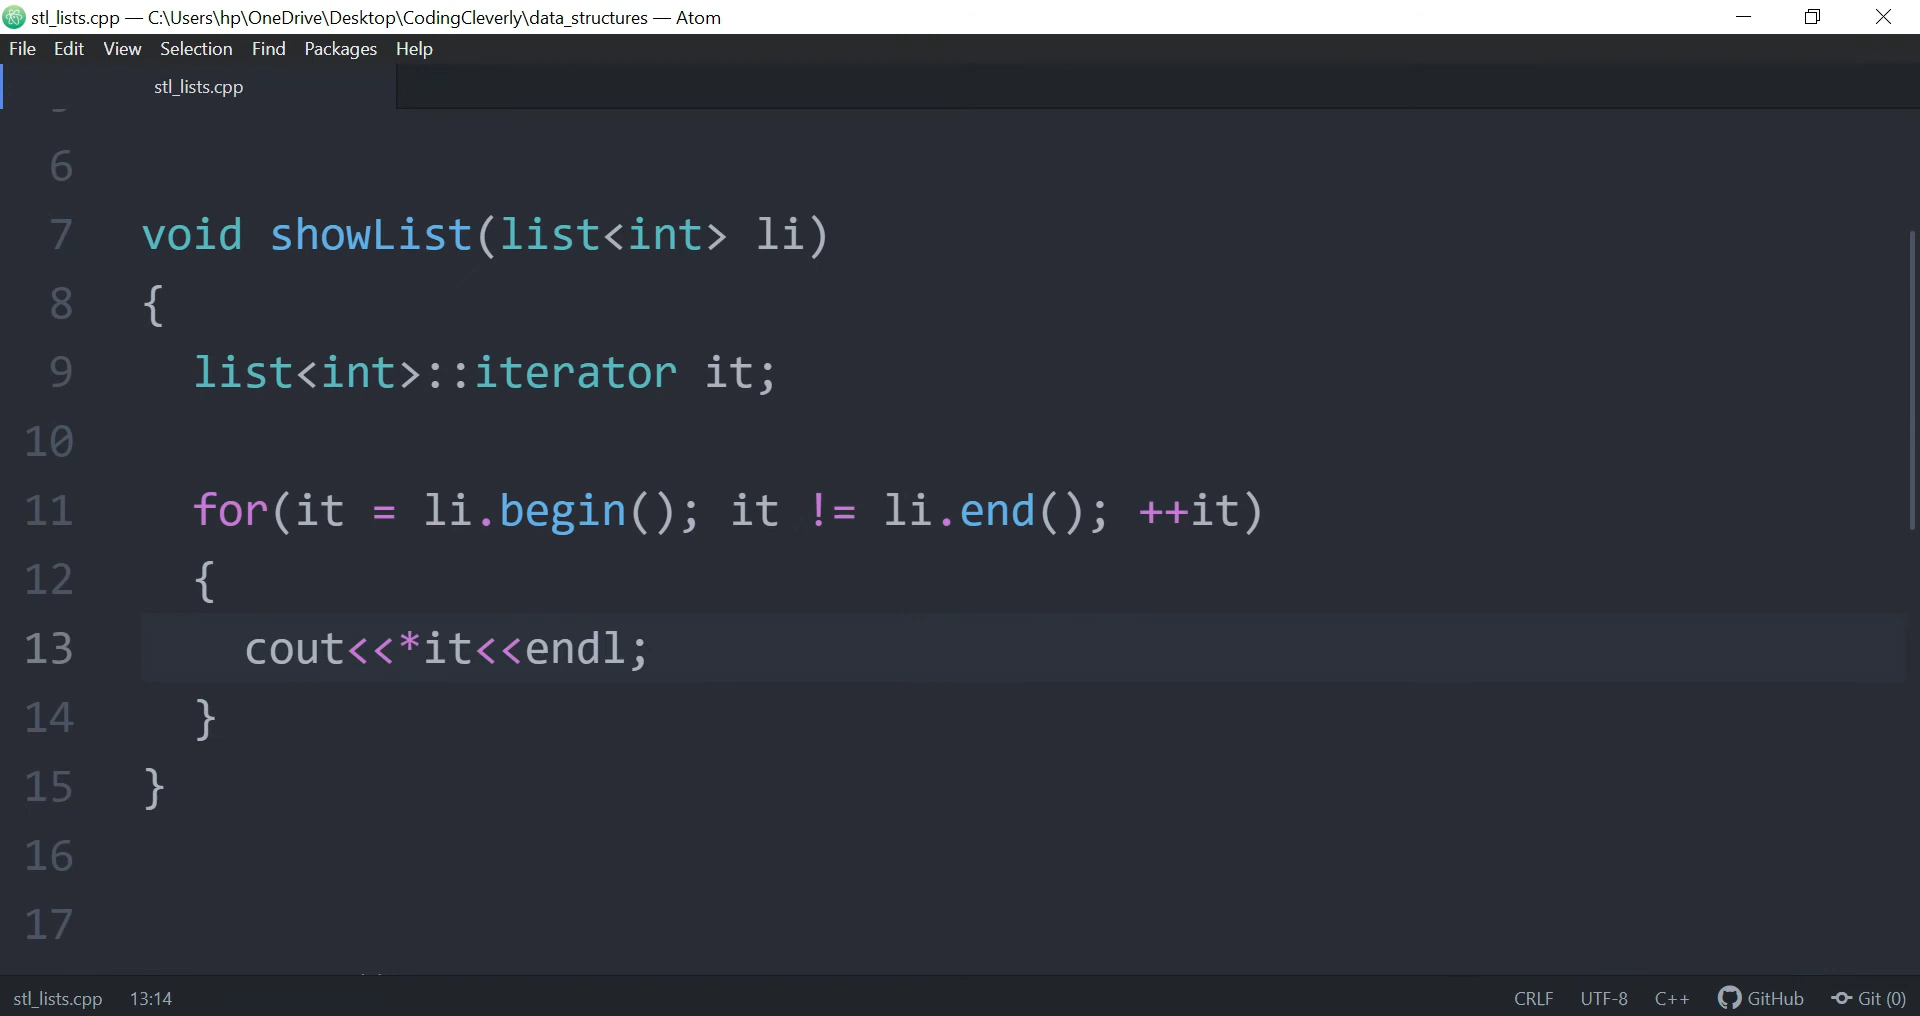 stl_lists.cpp — C:\Users\hp\OneDrive\Desktop\CodingCleverly\data_structures — Atom
File Edit View Selection Find Packages Help
stl_lists.cpp
6
7 void showList(list<int> li)
8 {
9 list<int>::iterator it;
10
11 for(it = li.begin(); it != li.end(); ++it)
12 {
13 cout<<*it<<endl;
14 }
15 }
16
17
stl_lists.cpp 13:14 CRLF UTF-8 C++ GitHub Git (0)